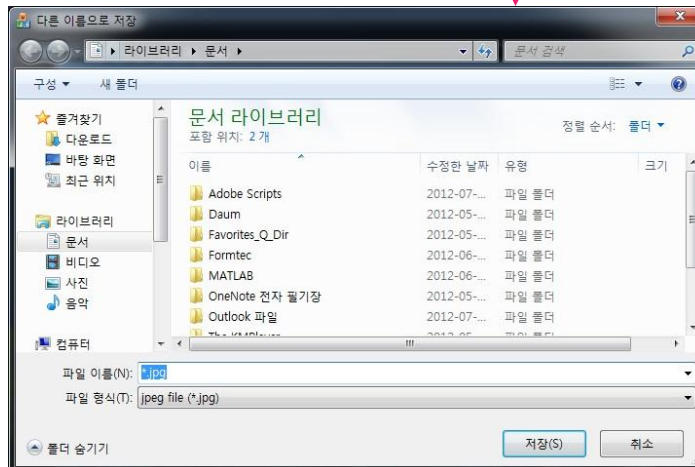 다른 이름으로 저장
라이브러리 ▸ 문서 ▸
문서 검색
구성 ▼ 새 폴더
즐겨찾기
다운로드
바탕 화면
최근 위치
라이브러리
문서
비디오
사진
음악
컴퓨터
문서 라이브러리
포함 위치: 2개
정렬 순서: 폴더 ▼
이름 수정한 날짜 유형 크기
Adobe Scripts 2012-07-... 파일 폴더
Daum 2012-05-... 파일 폴더
Favorites_Q_Dir 2012-05-... 파일 폴더
Formtec 2012-06-... 파일 폴더
MATLAB 2012-06-... 파일 폴더
OneNote 전자 필기장 2012-05-... 파일 폴더
Outlook 파일 2012-07-... 파일 폴더
The KMPlayer 2012-05-... 파일 폴더
파일 이름(N): *.jpg
파일 형식(T): jpeg file (*.jpg)
폴더 숨기기
저장(S) 취소